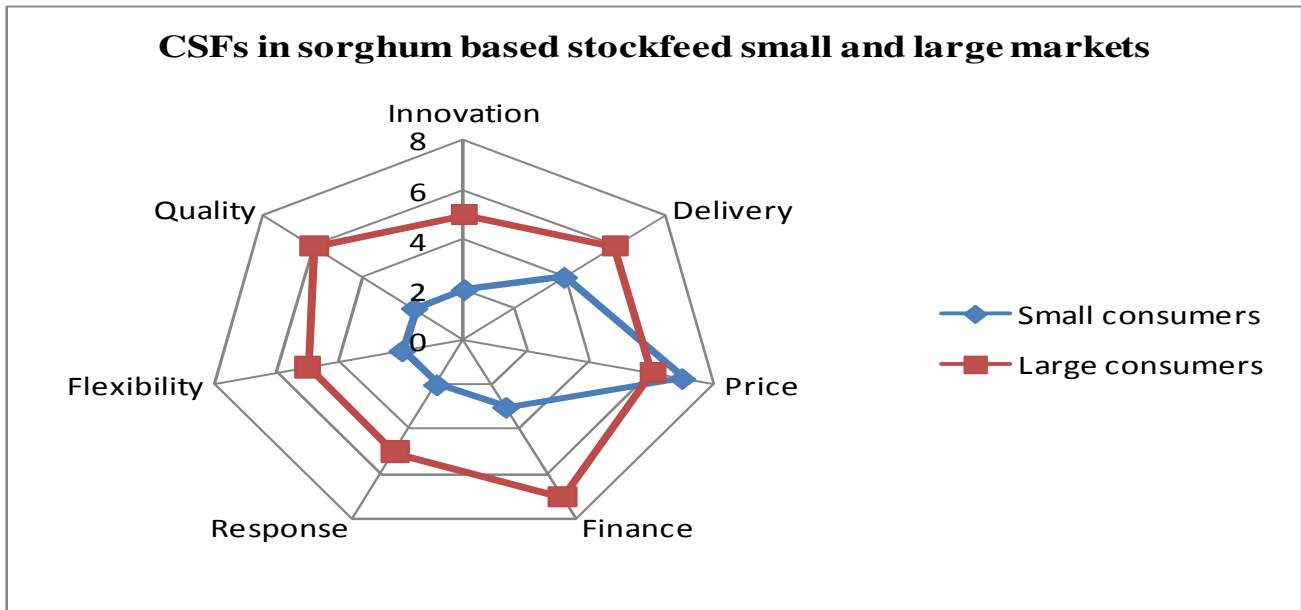 CSFs in sorghum based stockfeed small and large markets
Innovation
8
Quality
6
Delivery
4
2
Small consumers
0
Large consumers
Flexibility
Price
Response
Finance